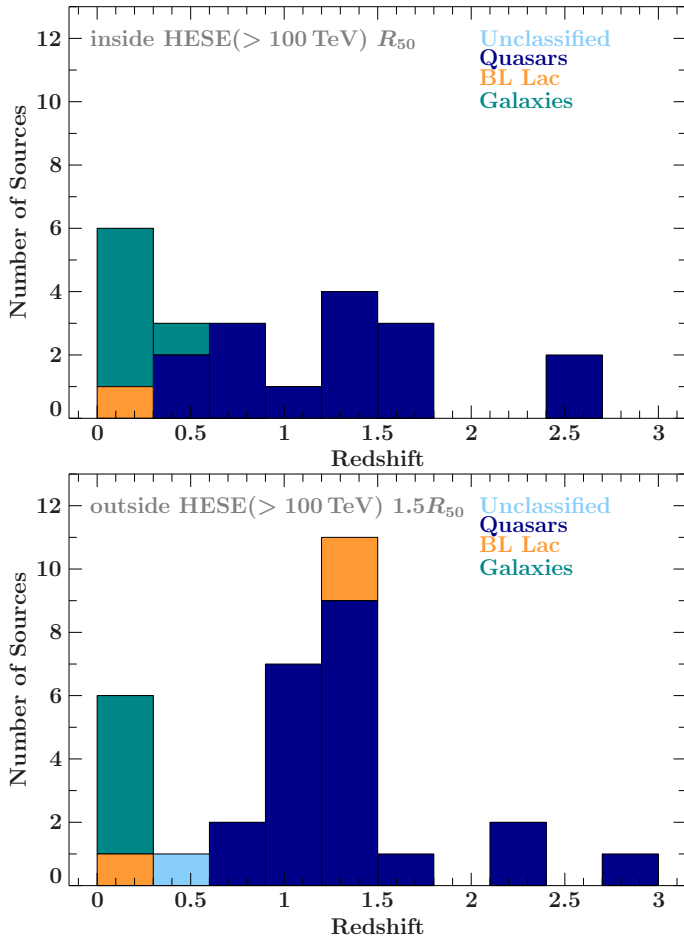 inside HESE(> 100 TeV) R50
Unclassified
Quasars
BL Lac
Galaxies
Number of Sources
12
10
8
6
4
2
0
0 0.5 1 1.5 2 2.5 3
Redshift
outside HESE(> 100 TeV) 1.5R50
Unclassified
Quasars
BL Lac
Galaxies
Number of Sources
12
10
8
6
4
2
0
0 0.5 1 1.5 2 2.5 3
Redshift